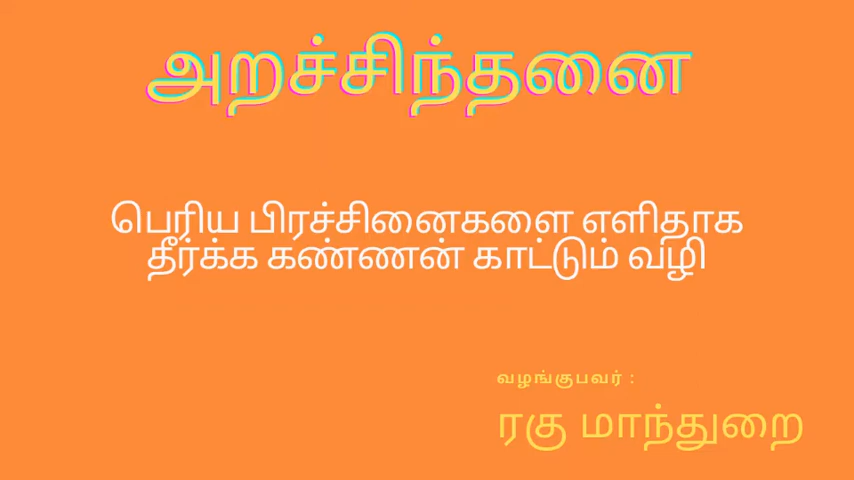 அறச்சிந்தனை
பெரிய பிரச்சினைகளை எளிதாக
தீர்க்க கண்ணன் காட்டும் வழி
வழங்குபவர் :
ரகு மாந்துறை